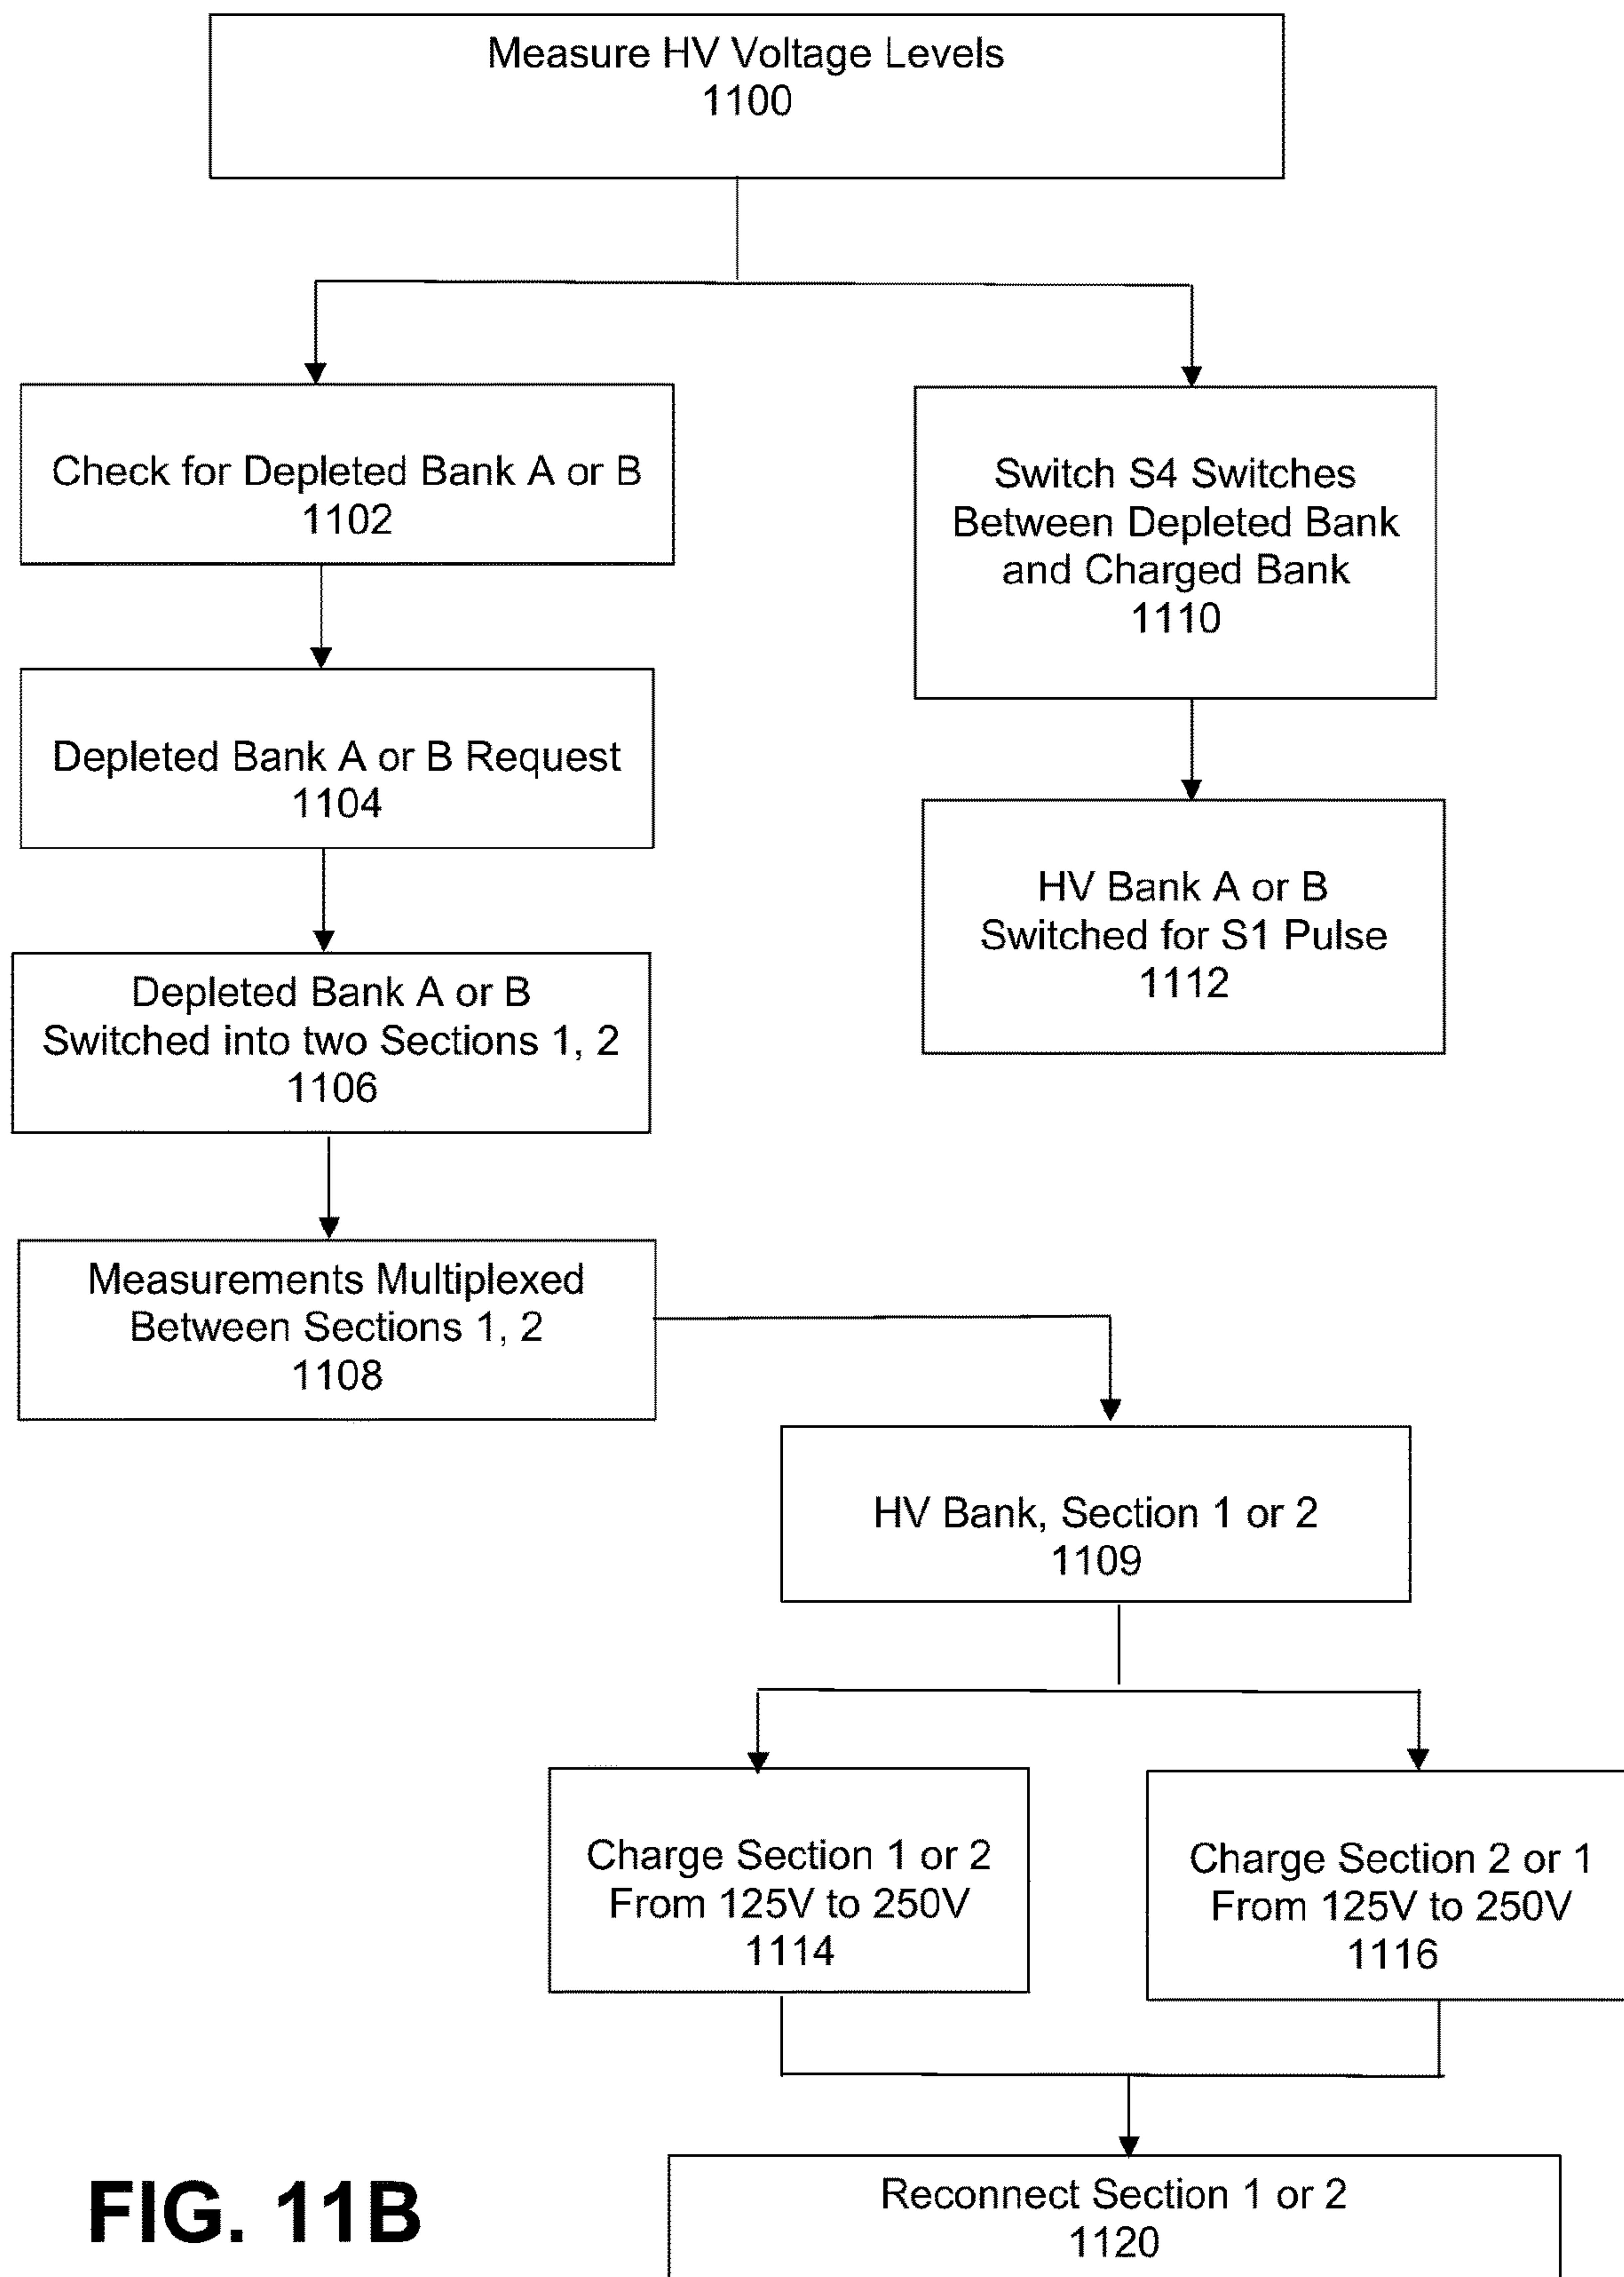 Measure HV Voltage Levels
1100
Check for Depleted Bank A or B
1102
Switch S4 Switches
Between Depleted Bank
and Charged Bank
1110
Depleted Bank A or B Request
1104
HV Bank A or B
Switched for S1 Pulse
1112
Depleted Bank A or B
Switched into two Sections 1, 2
1106
Measurements Multiplexed
Between Sections 1, 2
1108
HV Bank, Section 1 or 2
1109
Charge Section 1 or 2
From 125V to 250V
1114
Charge Section 2 or 1
From 125V to 250V
1116
Reconnect Section 1 or 2
1120
FIG. 11B